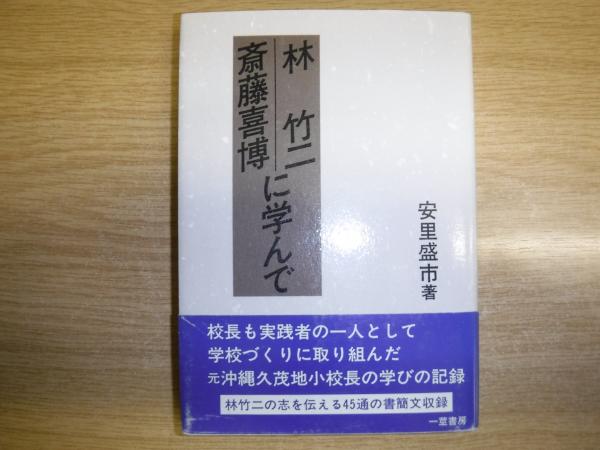 林 竹二
斎藤喜博
に学んで
安里盛市著
校長も実践者の一人として
学校づくりに取り組んだ
元沖縄久茂地小校長の学びの記録
林竹二の志を伝える45通の書簡文収録
一莖書房